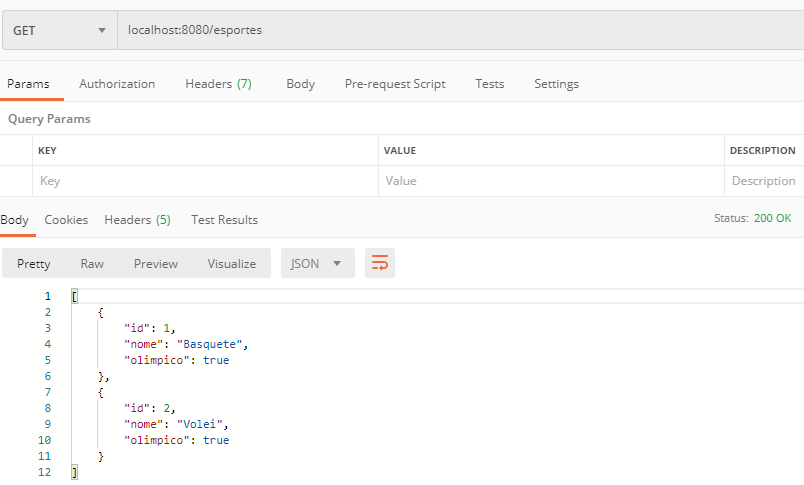 GET localhost:8080/esportes
Params Authorization Headers (7) Body Pre-request Script Tests Settings
Query Params
KEY VALUE DESCRIPTION
Key Value Description
Body Cookies Headers (5) Test Results Status: 200 OK
Pretty Raw Preview Visualize JSON
1 [
2 {
3 "id": 1,
4 "nome": "Basquete",
5 "olimpico": true
6 },
7 {
8 "id": 2,
9 "nome": "Volei",
10 "olimpico": true
11 }
12 ]